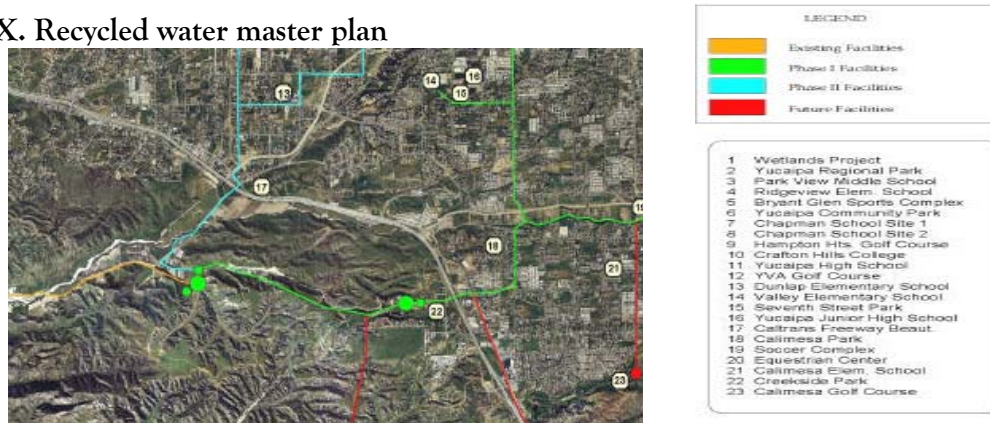 X. Recycled water master plan
LEGEND
Existing Facilities
Phase I Facilities
Phase II Facilities
Future Facilities
14
16
15
13
17
19
18
21
22
23
1 Wetlands Project
2 Yucaipa Regional Park
3 Park View Middle School
4 Ridgeview Elem. School
5 Bryant Glen Sports Complex
6 Yucaipa Community Park
7 Chapman School Site 1
8 Chapman School Site 2
9 Hampton Hts. Golf Course
10 Crafton Hills College
11 Yucaipa High School
12 YVA Golf Course
13 Dunlap Elementary School
14 Valley Elementary School
15 Seventh Street Park
16 Yucaipa Junior High School
17 Caltrans Freeway Beaut.
18 Calimesa Park
19 Soccer Complex
20 Equestrian Center
21 Calimesa Elem. School
22 Creekside Park
23 Calimesa Golf Course